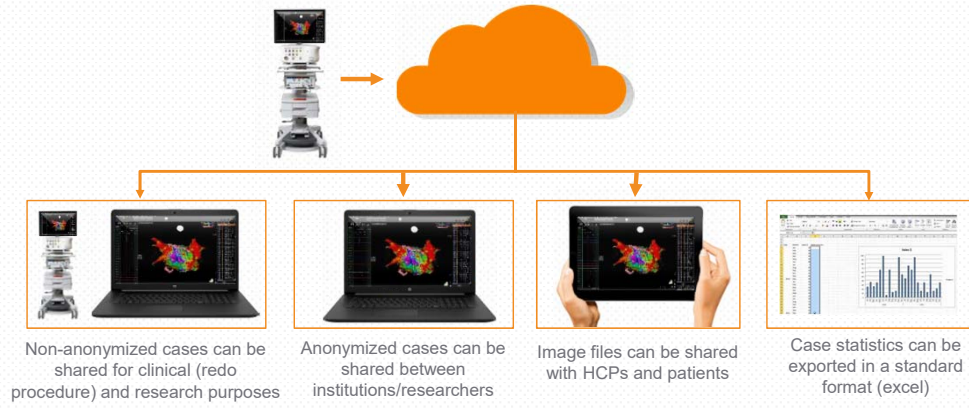 Non-anonymized cases can be
shared for clinical (redo
procedure) and research purposes
Anonymized cases can be
shared between
institutions/researchers
Image files can be shared
with HCPs and patients
Case statistics can be
exported in a standard
format (excel)